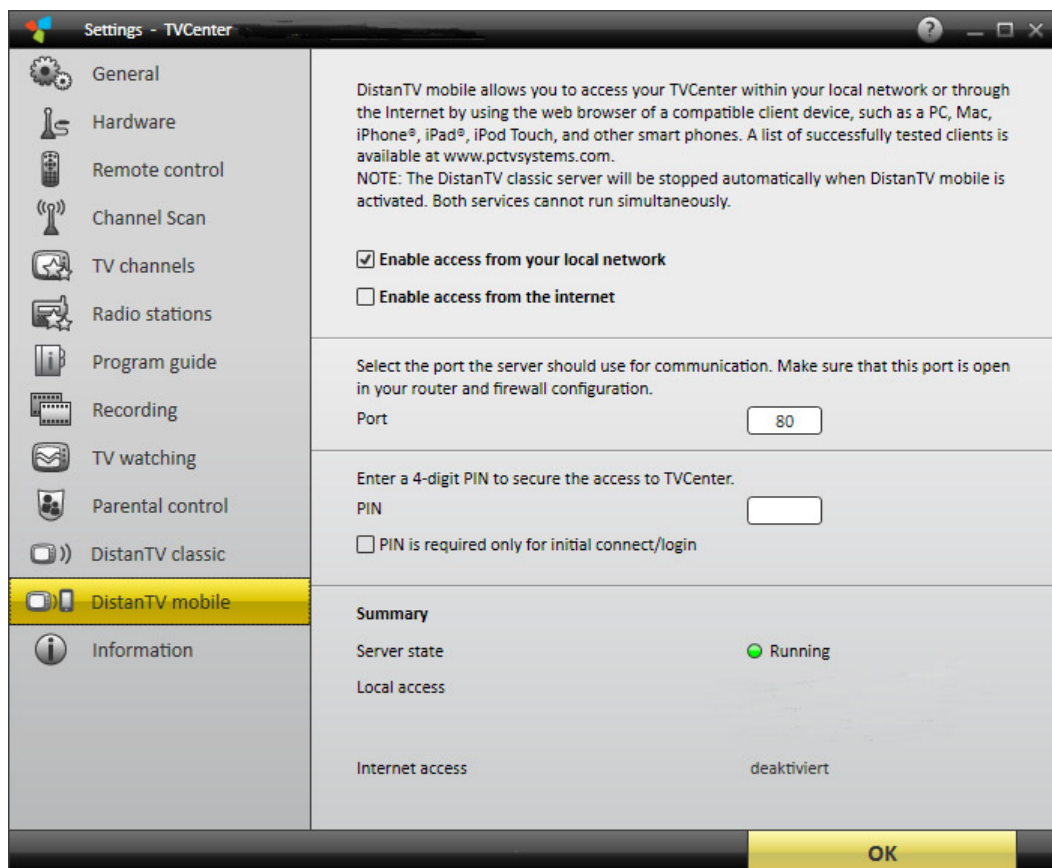 Settings - TVCenter
?
General
Hardware
Remote control
Channel Scan
TV channels
Radio stations
Program guide
Recording
TV watching
Parental control
DistanTV classic
DistanTV mobile
Information
DistanTV mobile allows you to access your TVCenter within your local network or through
the Internet by using the web browser of a compatible client device, such as a PC, Mac,
iPhone®, iPad®, iPod Touch, and other smart phones. A list of successfully tested clients is
available at www.pctvsystems.com.
NOTE: The DistanTV classic server will be stopped automatically when DistanTV mobile is
activated. Both services cannot run simultaneously.
Enable access from your local network
Enable access from the internet
Select the port the server should use for communication. Make sure that this port is open
in your router and firewall configuration.
Port 80
Enter a 4-digit PIN to secure the access to TVCenter.
PIN
PIN is required only for initial connect/login
Summary
Server state Running
Local access
Internet access deaktiviert
OK